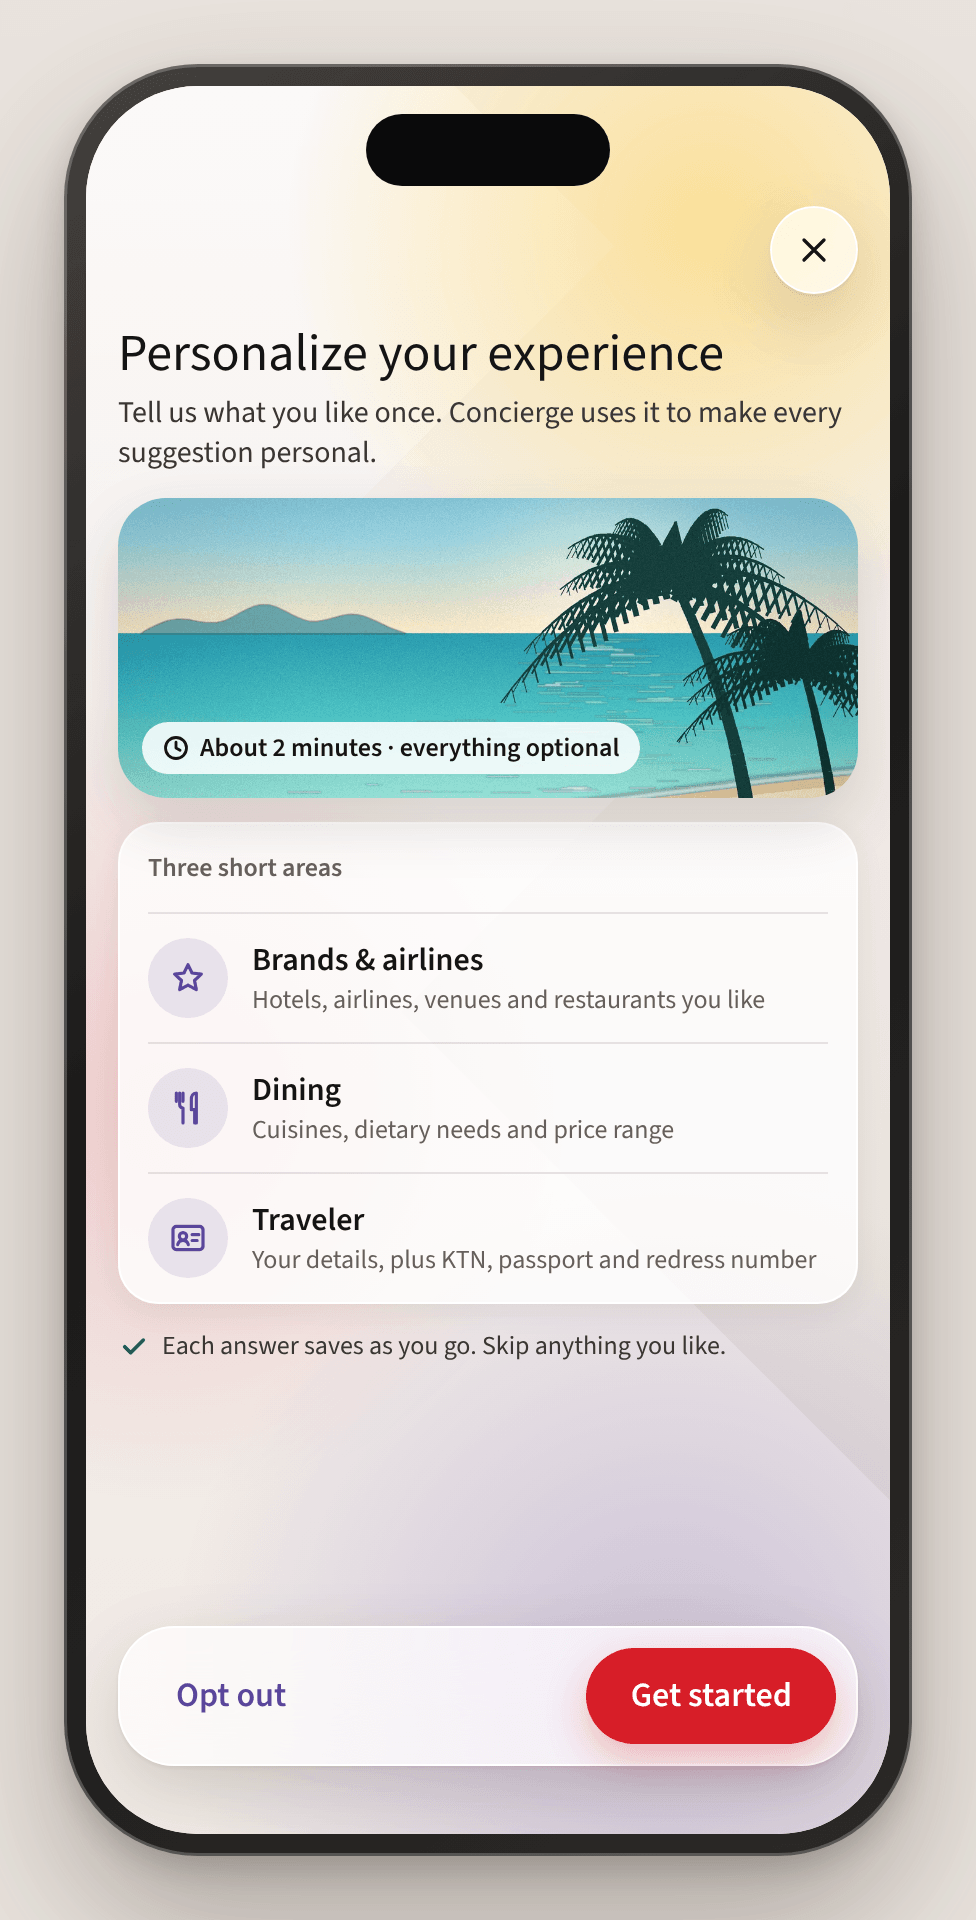 Personalize your experience
Tell us what you like once. Concierge uses it to make every
suggestion personal.
About 2 minutes · everything optional
Three short areas
Brands & airlines
Hotels, airlines, venues and restaurants you like
Dining
Cuisines, dietary needs and price range
Traveler
Your details, plus KTN, passport and redress number
Each answer saves as you go. Skip anything you like.
Opt out
Get started